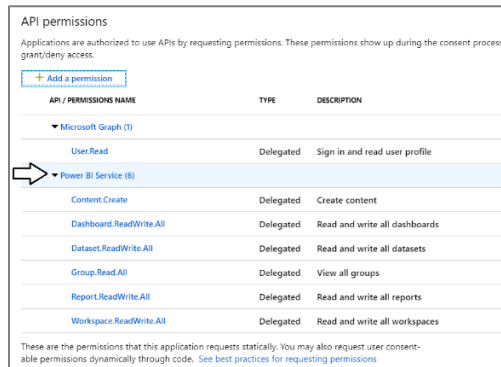 API permissions
Applications are authorized to use APIs by requesting permissions. These permissions show up during the consent process
grant/deny access.
+ Add a permission
API / PERMISSIONS NAME TYPE DESCRIPTION
Microsoft Graph (1)
User.Read Delegated Sign in and read user profile
Power BI Service (6)
Content.Create Delegated Create content
Dashboard.ReadWrite.All Delegated Read and write all dashboards
Dataset.ReadWrite.All Delegated Read and write all datasets
Group.Read.All Delegated View all groups
Report.ReadWrite.All Delegated Read and write all reports
Workspace.ReadWrite.All Delegated Read and write all workspaces
These are the permissions that this application requests statically. You may also request user consent-
able permissions dynamically through code. See best practices for requesting permissions